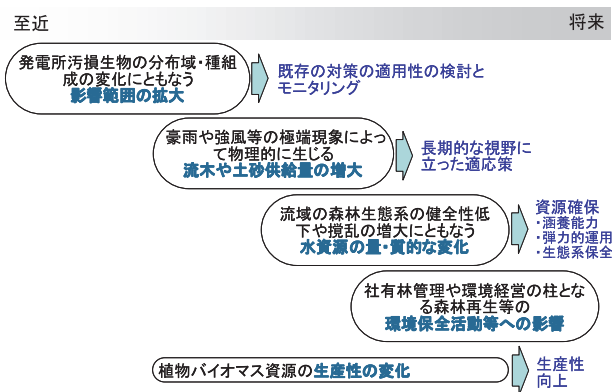 至近
将来
発電所汚損生物の分布域・種組
成の変化にともなう
影響範囲の拡大
既存の対策の適用性の検討と
モニタリング
豪雨や強風等の極端現象によっ
て物理的に生じる
流木や土砂供給量の増大
長期的な視野に
立った適応策
流域の森林生態系の健全性低
下や撹乱の増大にともなう
水資源の量・質的な変化
資源確保
・涵養能力
・弾力的運用
・生態系保全
社有林管理や環境経営の柱とな
る森林再生等の
環境保全活動等への影響
植物バイオマス資源の生産性の変化
生産性
向上